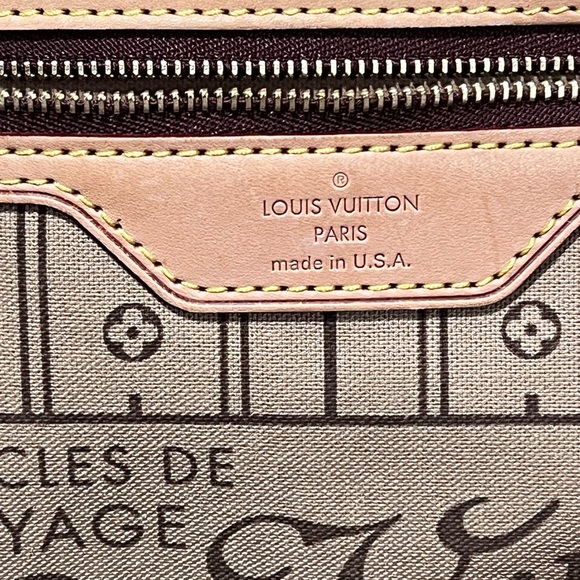 ®
LOUIS VUITTON
PARIS
made in U.S.A.
CLES DE
YAGE